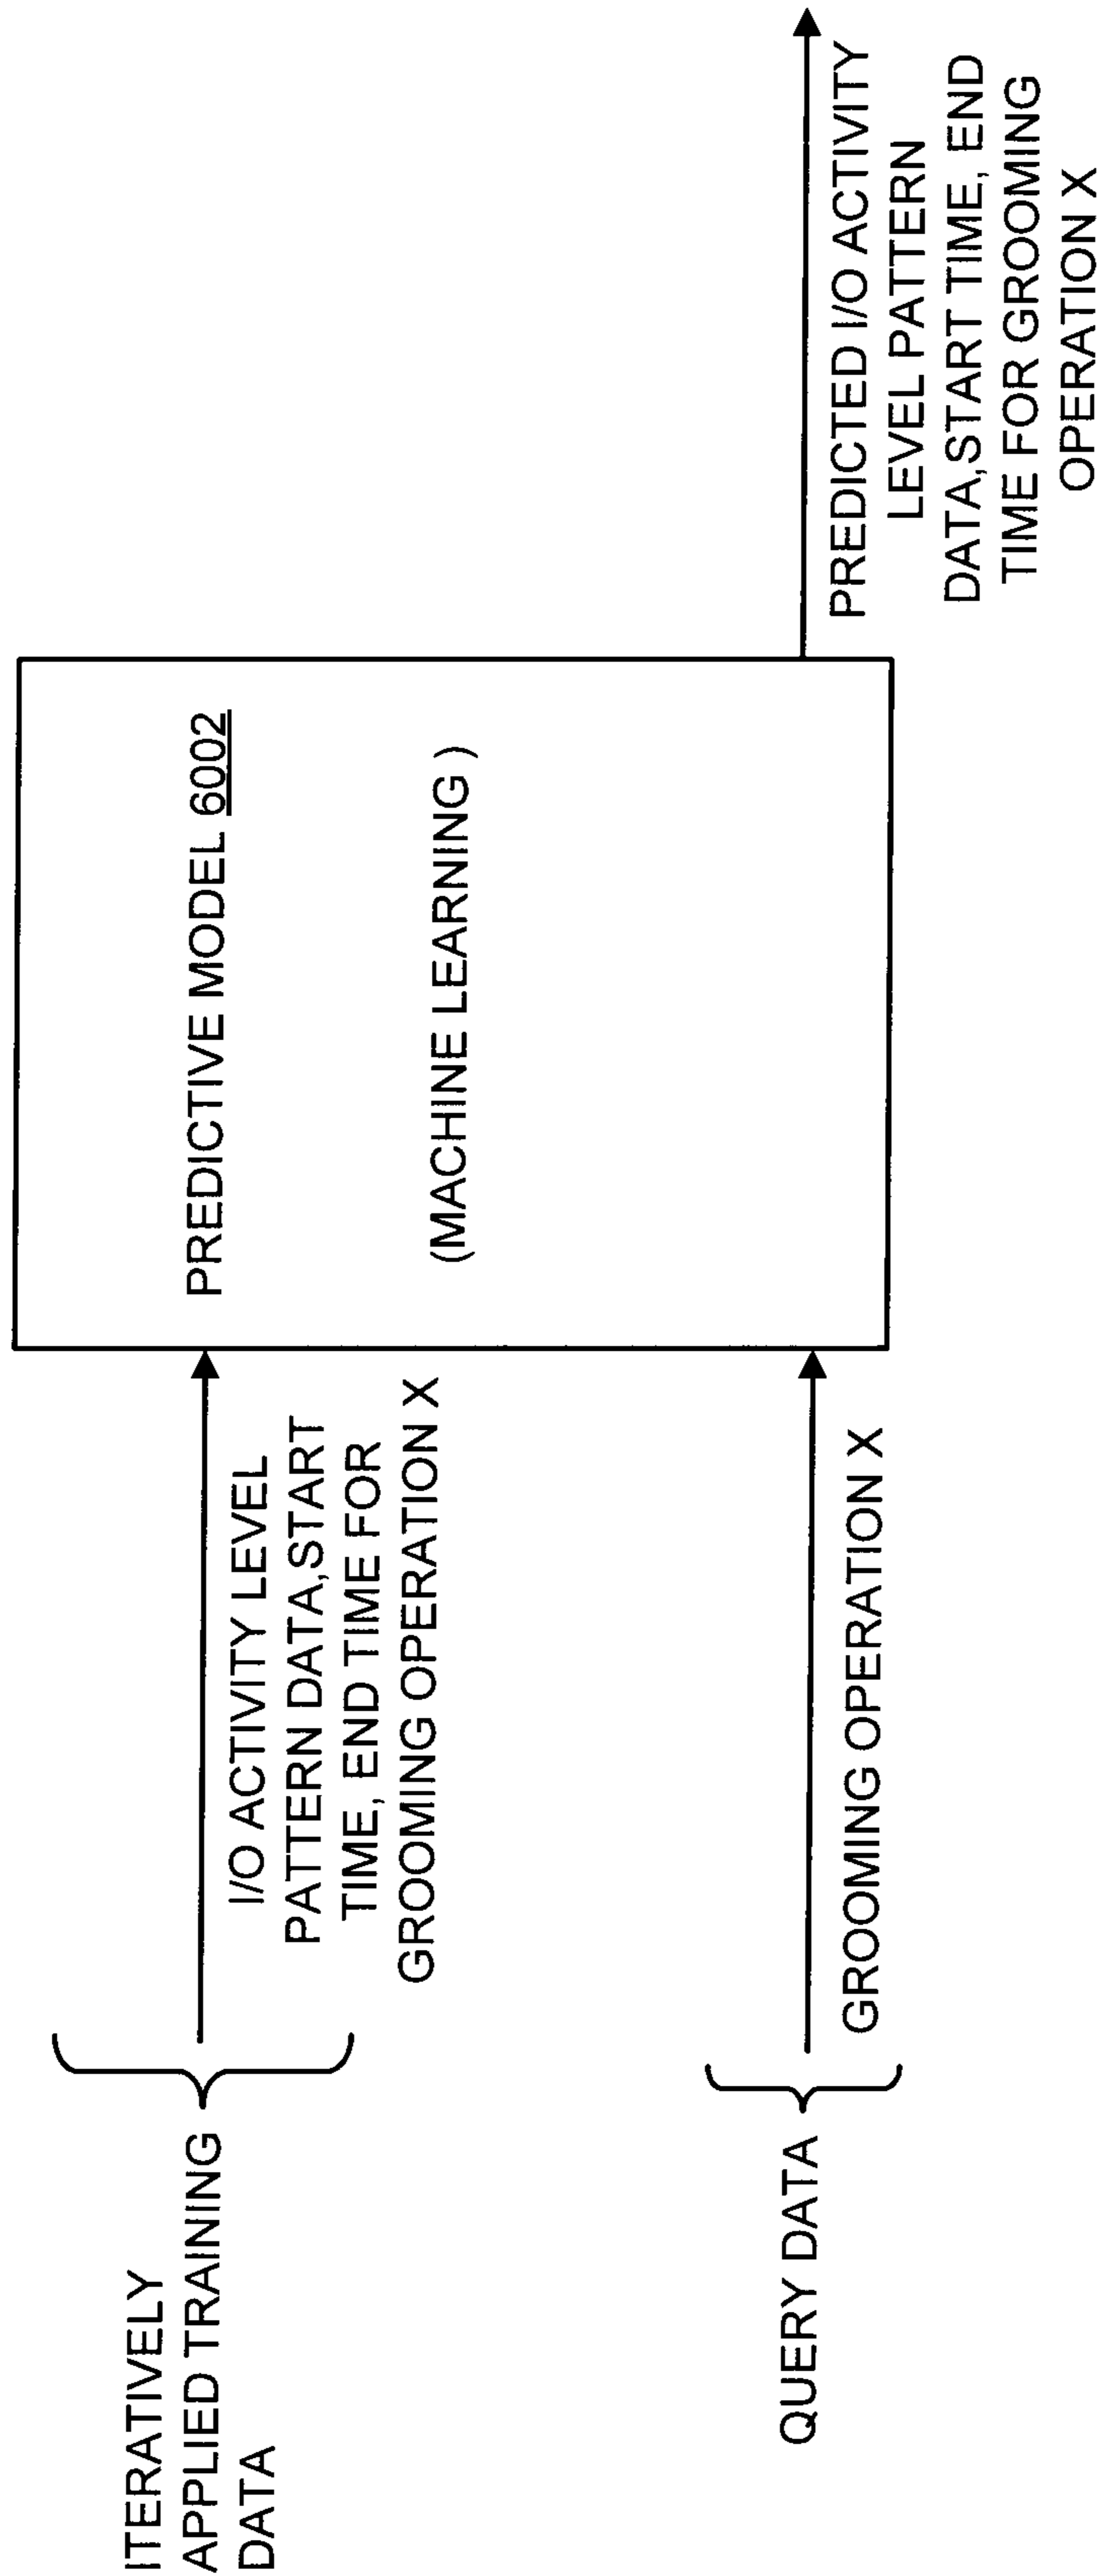 ITERATIVELY
APPLIED TRAINING
DATA
I/O ACTIVITY LEVEL
PATTERN DATA,START
TIME, END TIME FOR
GROOMING OPERATION X
PREDICTIVE MODEL 6002
(MACHINE LEARNING )
QUERY DATA
GROOMING OPERATION X
PREDICTED I/O ACTIVITY
LEVEL PATTERN
DATA,START TIME, END
TIME FOR GROOMING
OPERATION X